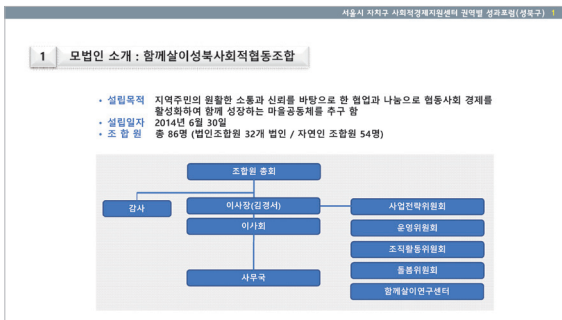 서울시 자치구 사회적경제지원센터 권역별 성과포럼(성북구) 1
1 모법인 소개 : 함께살이성북사회적협동조합
• 설립목적 지역주민의 원활한 소통과 신뢰를 바탕으로 한 협업과 나눔으로 협동사회 경제를
활성화하여 함께 성장하는 마을공동체를 추구 함
• 설립일자 2014년 6월 30일
• 조 합 원 총 86명 (법인조합원 32개 법인 / 자연인 조합원 54명)
조합원 총회
감사
이사장(김경서)
사업전략위원회
이사회
운영위원회
조직활동위원회
사무국
돌봄위원회
함께살이연구센터